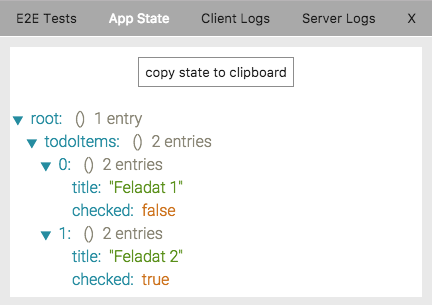 E2E Tests App State Client Logs Server Logs X
copy state to clipboard
▼ root: () 1 entry
▼ todoItems: () 2 entries
▼ 0: () 2 entries
title: "Feladat 1"
checked: false
▼ 1: () 2 entries
title: "Feladat 2"
checked: true